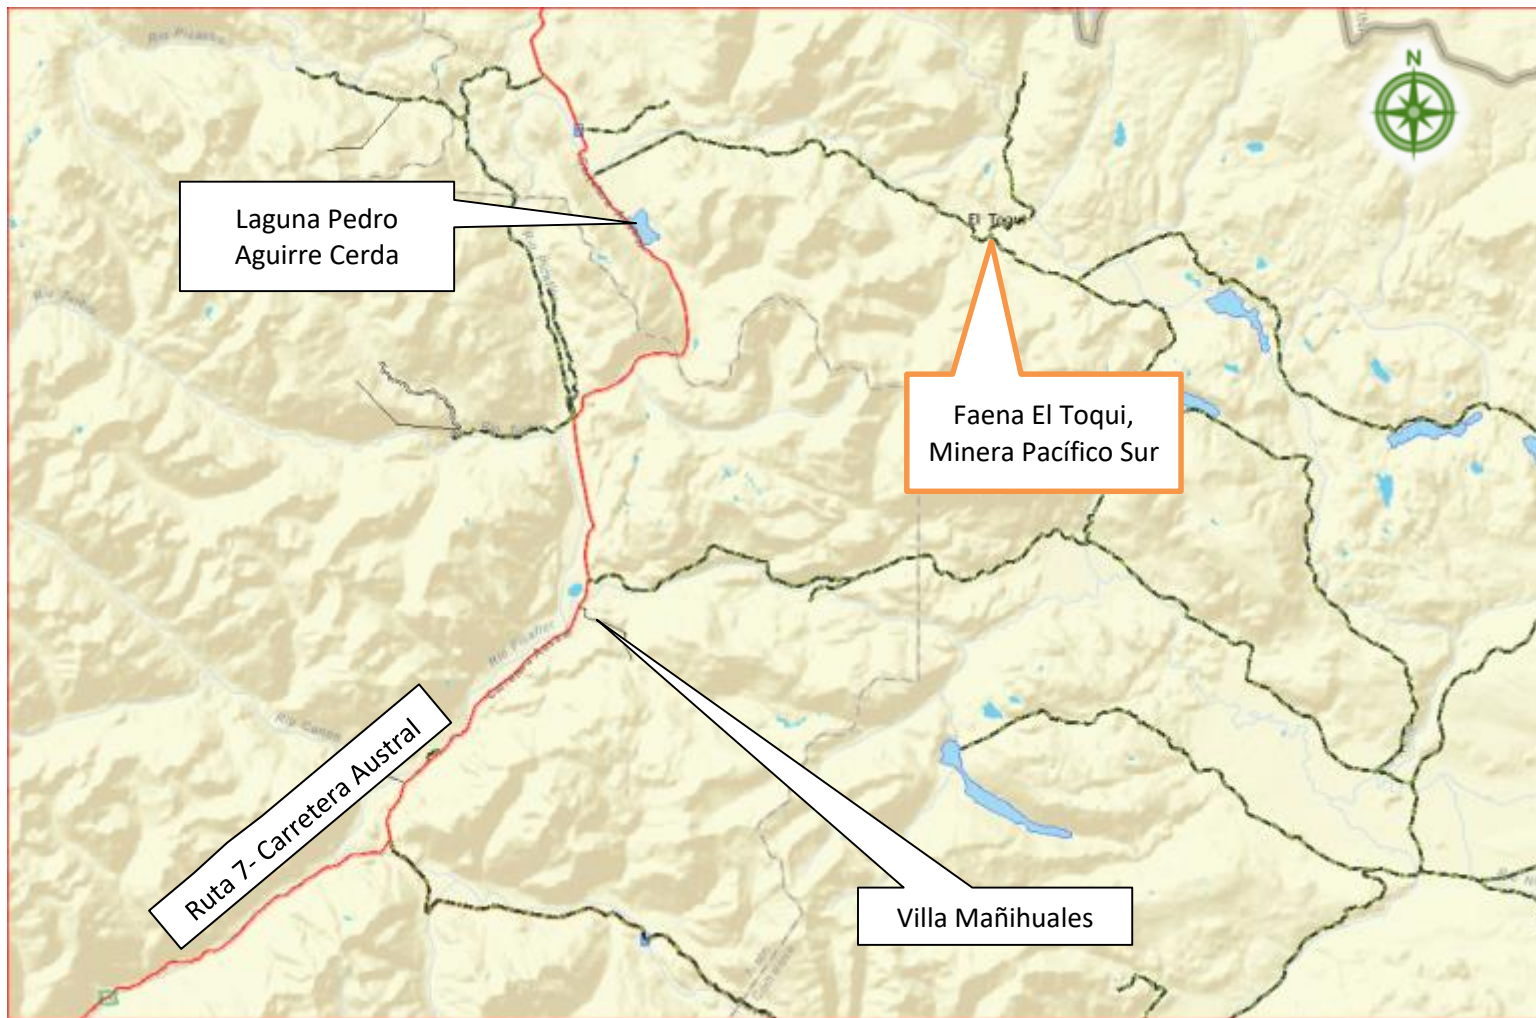 N
Laguna Pedro
Aguirre Cerda
El Toqui
Faena El Toqui,
Minera Pacífico Sur
Ruta 7- Carretera Austral
Villa Mañihuales